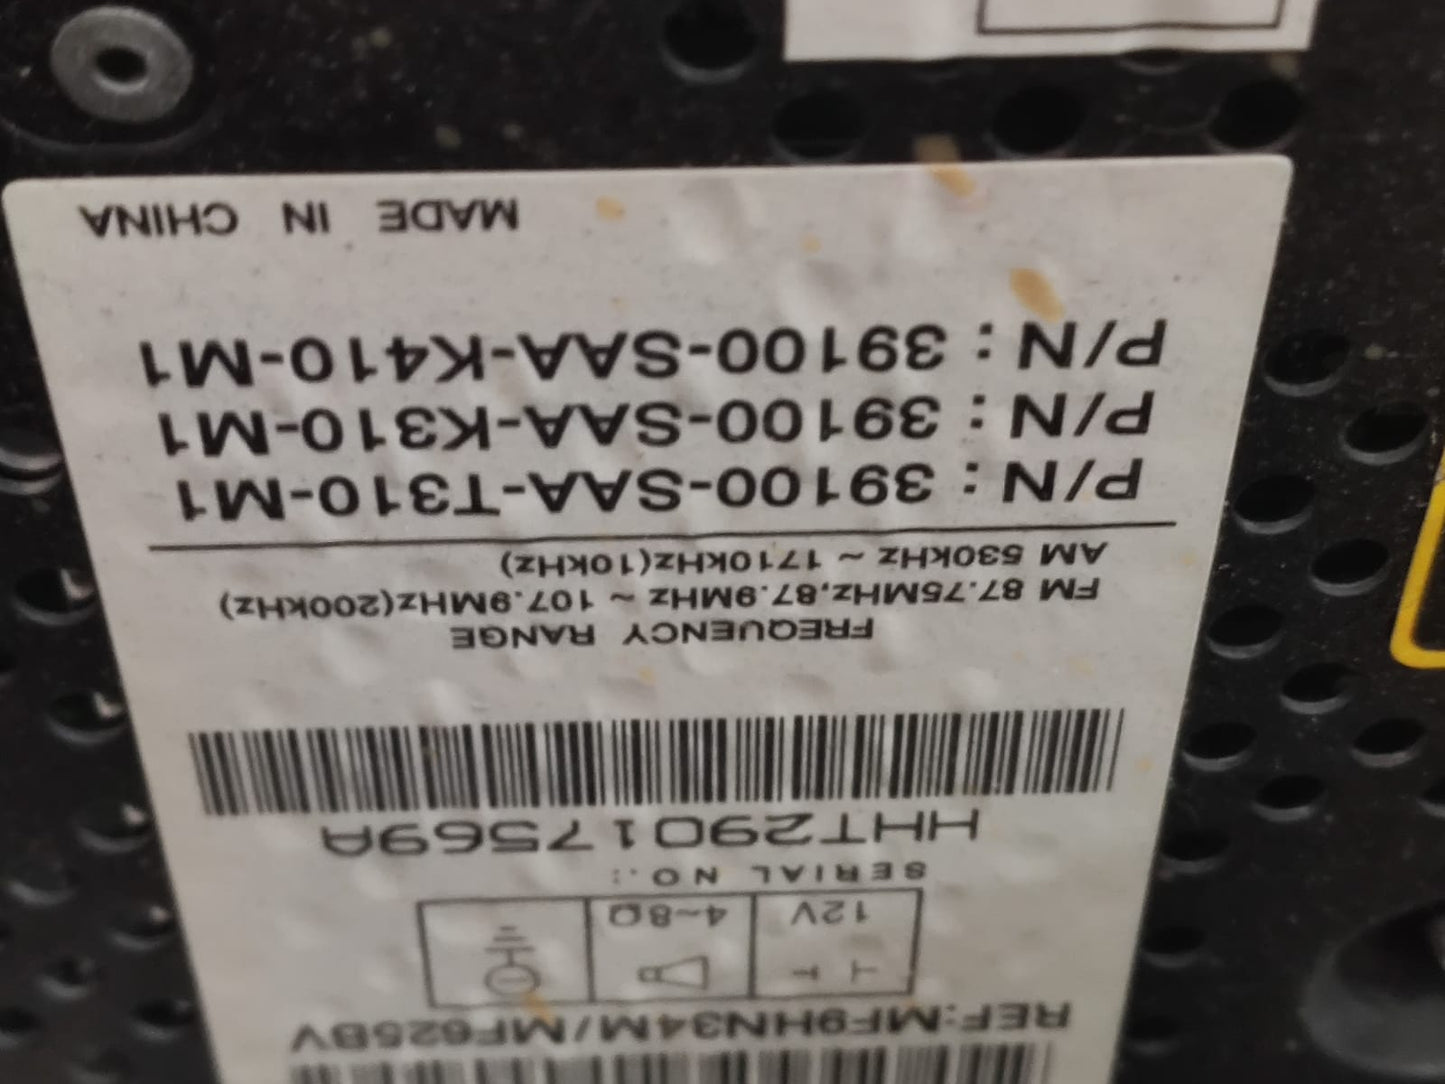 REF:MF9HN34M/MF625BV
12V 4~8Ω
SERIAL NO.:
HHT29017569A
FREQUENCY RANGE
FM 87.75MHz,87.9MHz ~ 107.9MHz(200kHz)
AM 530kHz ~ 1710kHz(10kHz)
P/N : 39100-SAA-T310-M1
P/N : 39100-SAA-K310-M1
P/N : 39100-SAA-K410-M1
MADE IN CHINA